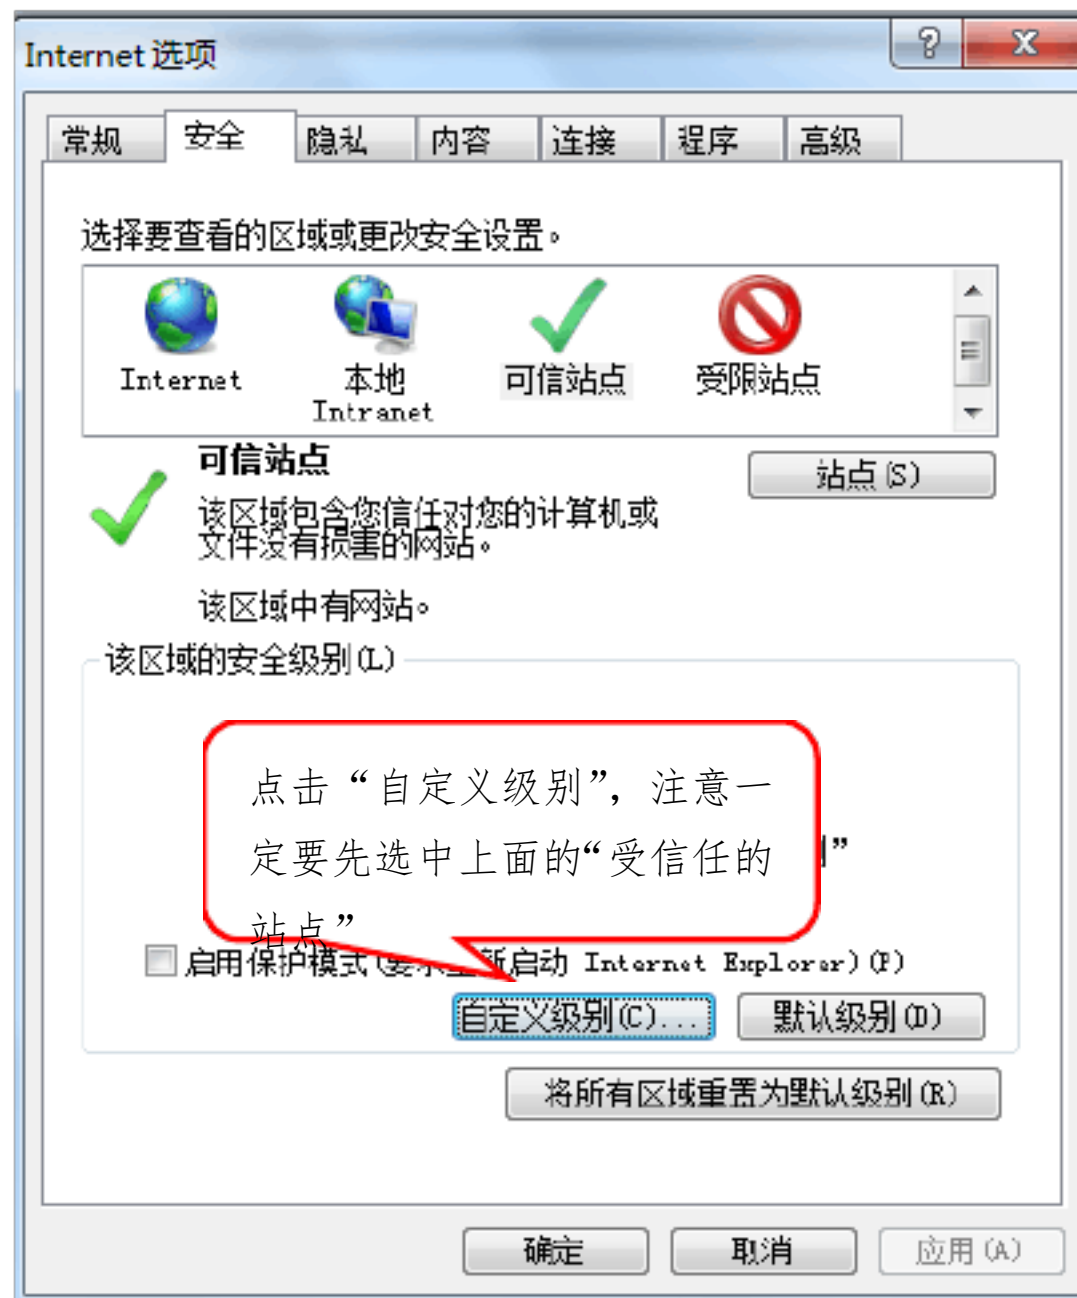 Internet 选项
常规 安全 隐私 内容 连接 程序 高级
选择要查看的区域或更改安全设置。
Internet 本地 Intranet 可信站点 受限站点
可信站点
站点(S)
该区域包含您信任对您的计算机或
文件没有损害的网站。
该区域中有网站。
该区域的安全级别(L)
点击“自定义级别”，注意一
定要先选中上面的“受信任的
站点”
”
启用保护模式(要求重新启动 Internet Explorer)(P)
自定义级别(C)... 默认级别(D)
将所有区域重置为默认级别(R)
确定 取消 应用(A)